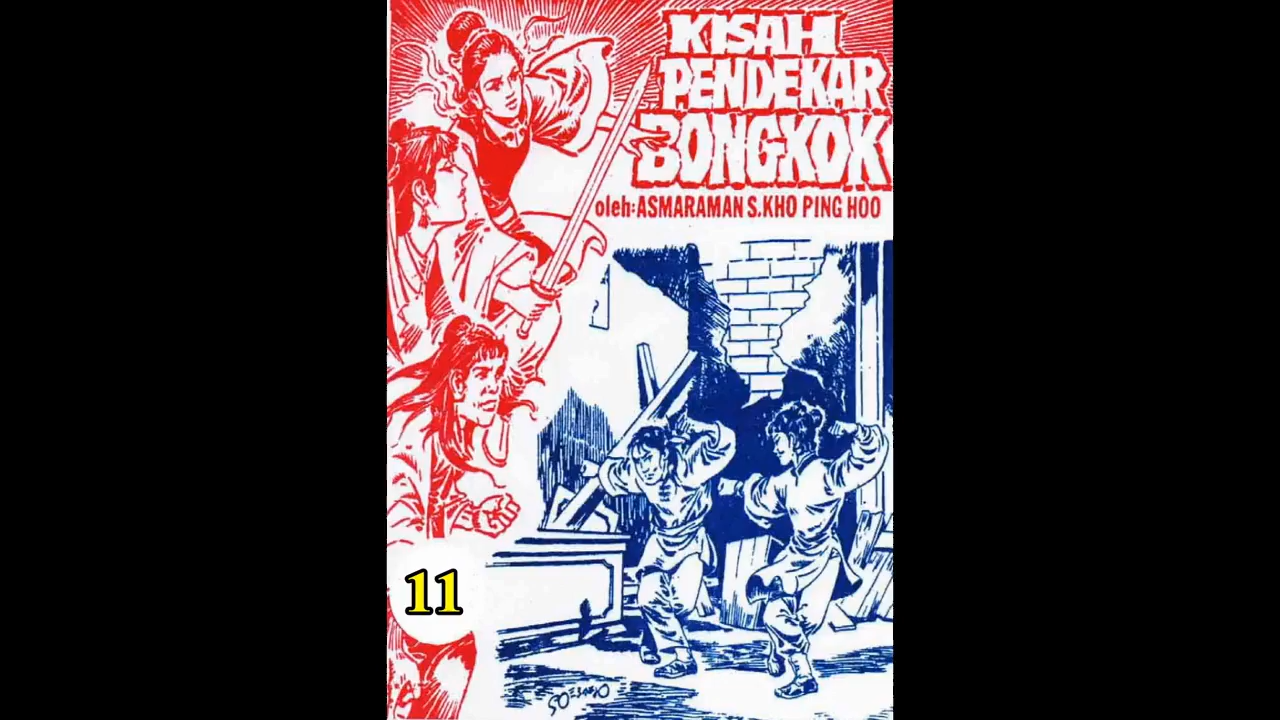 KISAH
PENDEKAR
BONGKOK
oleh: ASMARAMAN S. KHO PING HOO
11